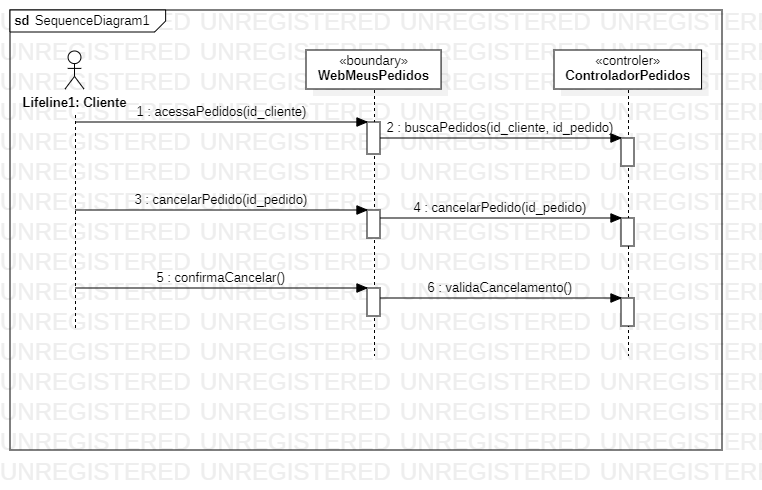 sd SequenceDiagram1
«boundary»
WebMeusPedidos
«controler»
ControladorPedidos
Lifeline1: Cliente
1 : acessaPedidos(id_cliente)
2 : buscaPedidos(id_cliente, id_pedido)
3 : cancelarPedido(id_pedido)
4 : cancelarPedido(id_pedido)
5 : confirmaCancelar()
6 : validaCancelamento()
UNREGISTERED UNREGISTERED UNREGISTERED UNREGISTERI